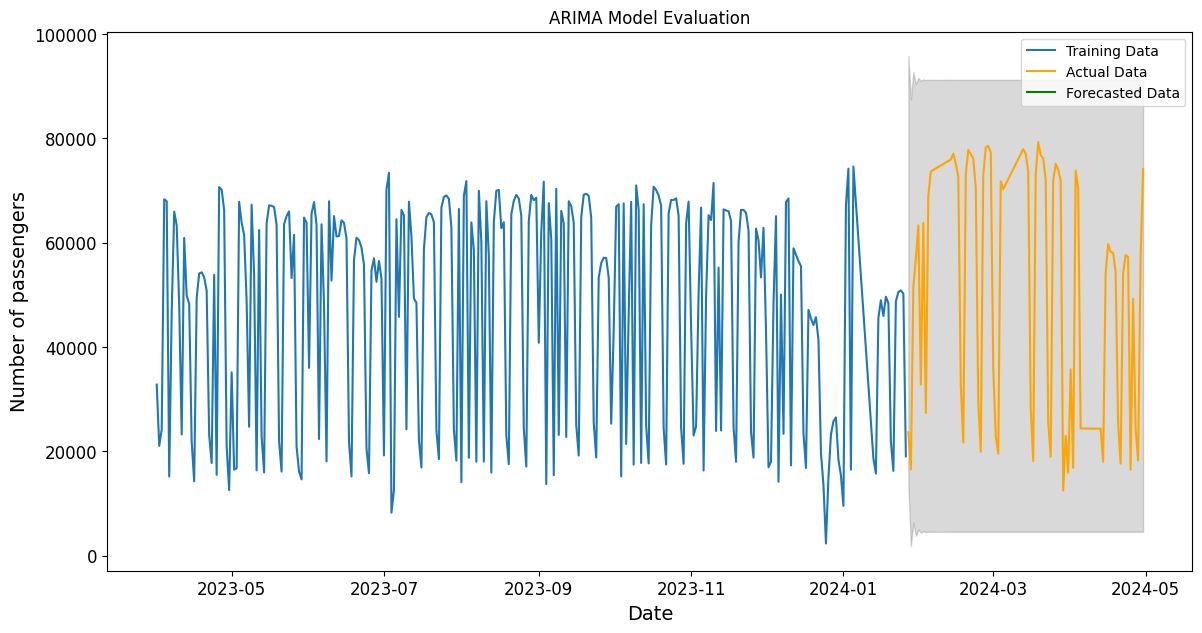 ARIMA Model Evaluation
Number of passengers
100000
80000
60000
40000
20000
0
Training Data
Actual Data
Forecasted Data
2023-05
2023-07
2023-09
2023-11
2024-01
2024-03
2024-05
Date